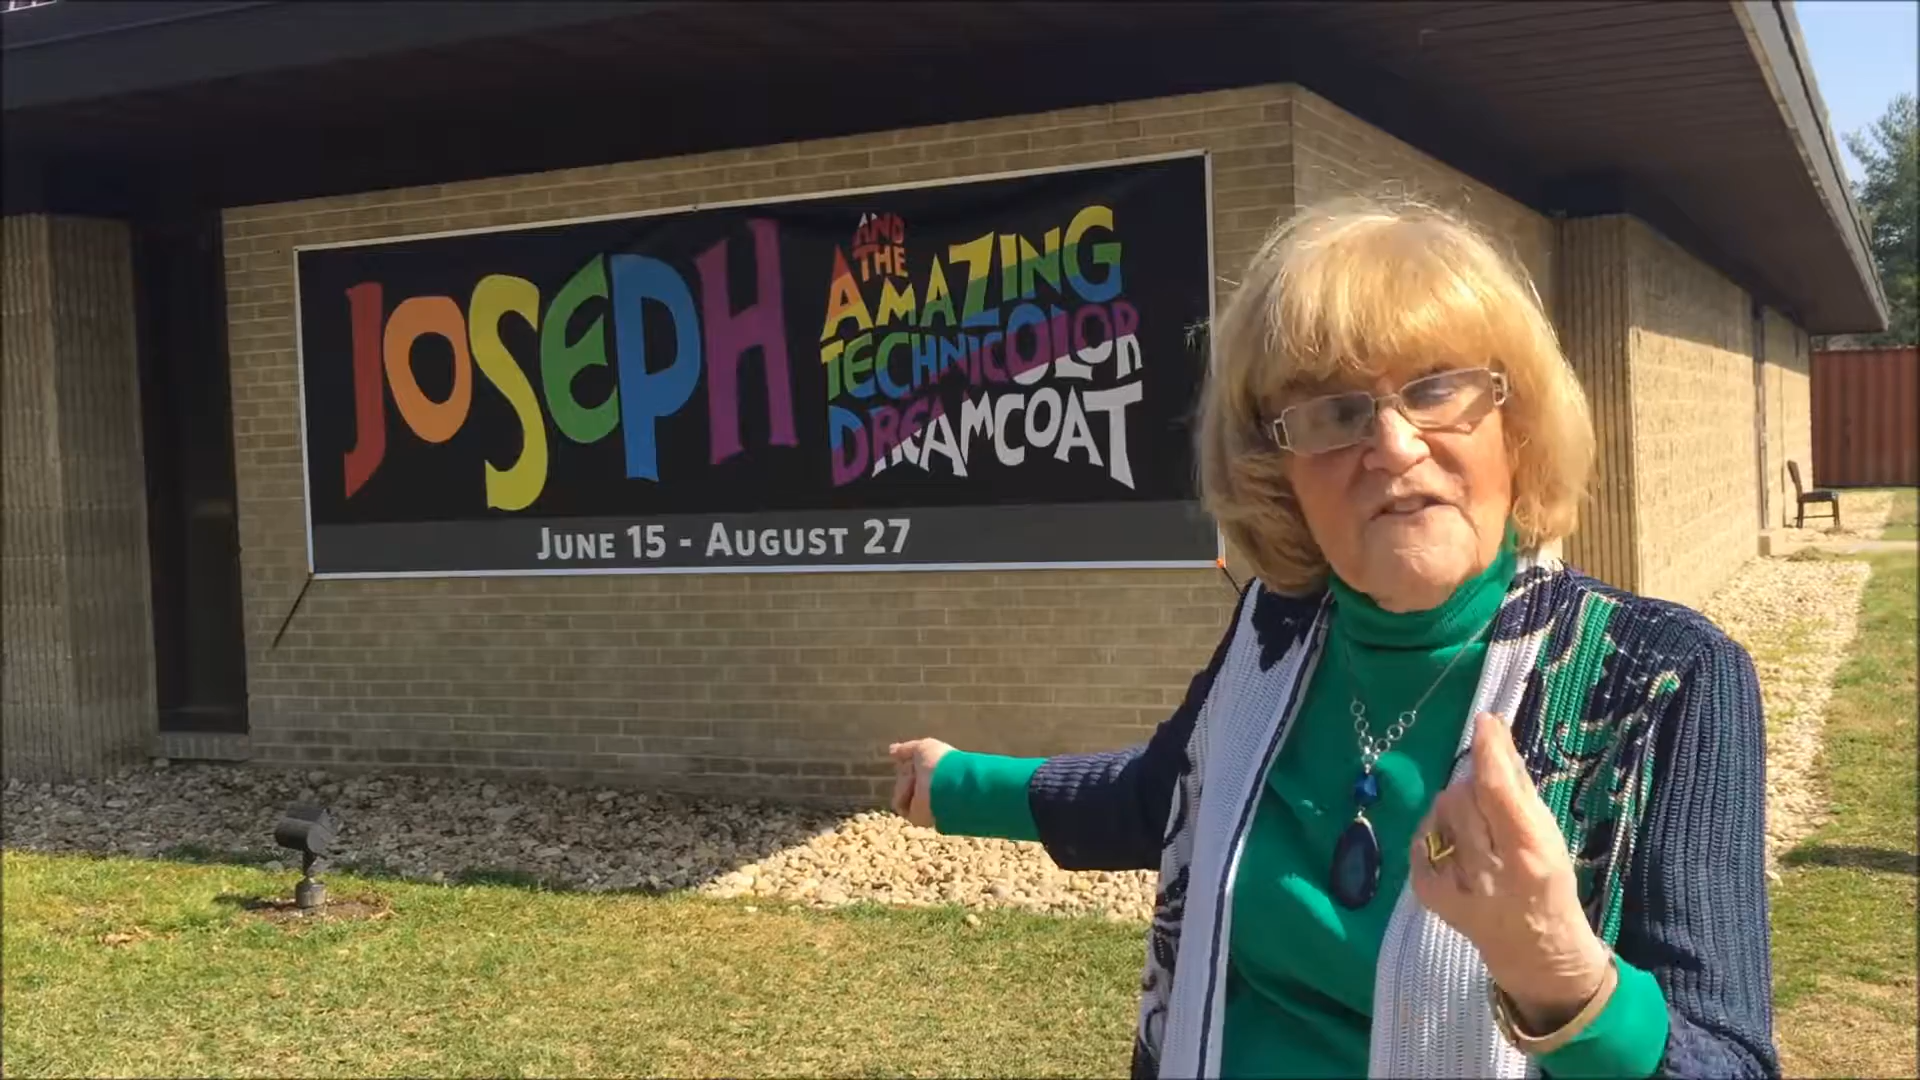 JOSEPH
AND
THE
AMAZING
TECHNICOLOR
DREAMCOAT
JUNE 15 - AUGUST 27